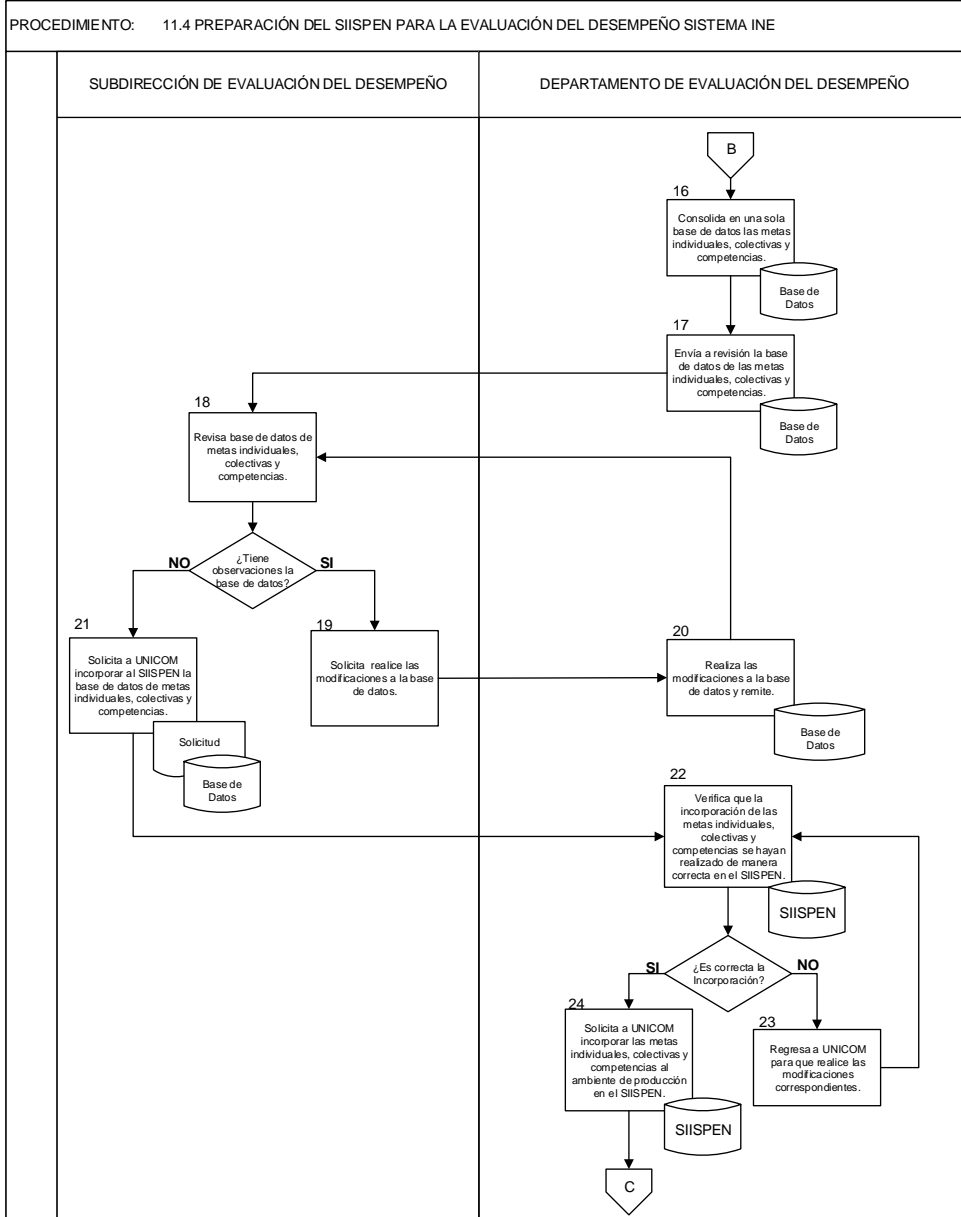 PROCEDIMIENTO: 11.4 PREPARACIÓN DEL SIISPEN PARA LA EVALUACIÓN DEL DESEMPEÑO SISTEMA INE
SUBDIRECCIÓN DE EVALUACIÓN DEL DESEMPEÑO
DEPARTAMENTO DE EVALUACIÓN DEL DESEMPEÑO
B
16
Consolida en una sola
base de datos las metas
individuales, colectivas y
competencias.
Base de
Datos
17
Envía a revisión la base
de datos de las metas
individuales, colectivas y
competencias.
Base de
Datos
18
Revisa base de datos de
metas individuales,
colectivas y
competencias.
¿Tiene
observaciones la
base de datos?
NO
SI
21
Solicita a UNICOM
incorporar al SIISPEN la
base de datos de metas
individuales, colectivas y
competencias.
Solicitud
Base de
Datos
19
Solicita realice las
modificaciones a la base
de datos.
20
Realiza las
modificaciones a la base
de datos y remite.
Base de
Datos
22
Verifica que la
incorporación de las
metas individuales,
colectivas y
competencias se hayan
realizado de manera
correcta en el SIISPEN.
SIISPEN
¿Es correcta la
Incorporación?
SI
NO
24
Solicita a UNICOM
incorporar las metas
individuales, colectivas y
competencias al
ambiente de producción
en el SIISPEN.
SIISPEN
23
Regresa a UNICOM
para que realice las
modificaciones
correspondientes.
C